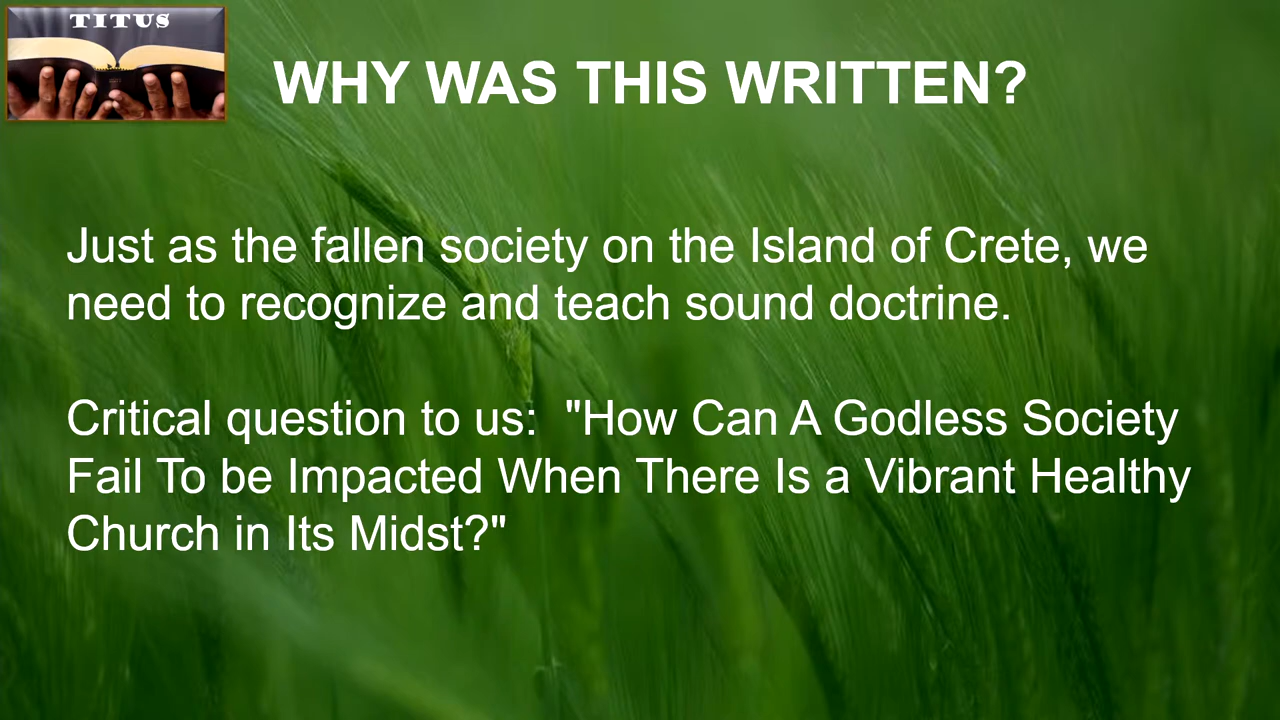 TITUS
WHY WAS THIS WRITTEN?
Just as the fallen society on the Island of Crete, we
need to recognize and teach sound doctrine.
Critical question to us:  "How Can A Godless Society
Fail To be Impacted When There Is a Vibrant Healthy
Church in Its Midst?"